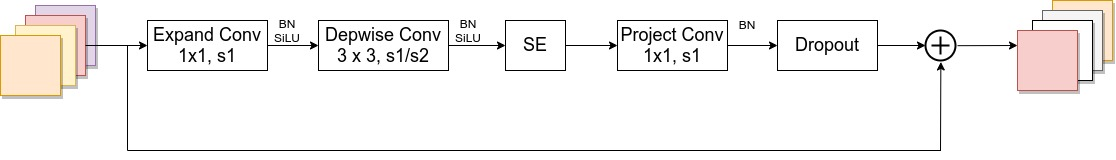 Expand Conv
1x1, s1
BN
SiLU
Depwise Conv
3 x 3, s1/s2
BN
SiLU
SE
Project Conv
1x1, s1
BN
Dropout
+